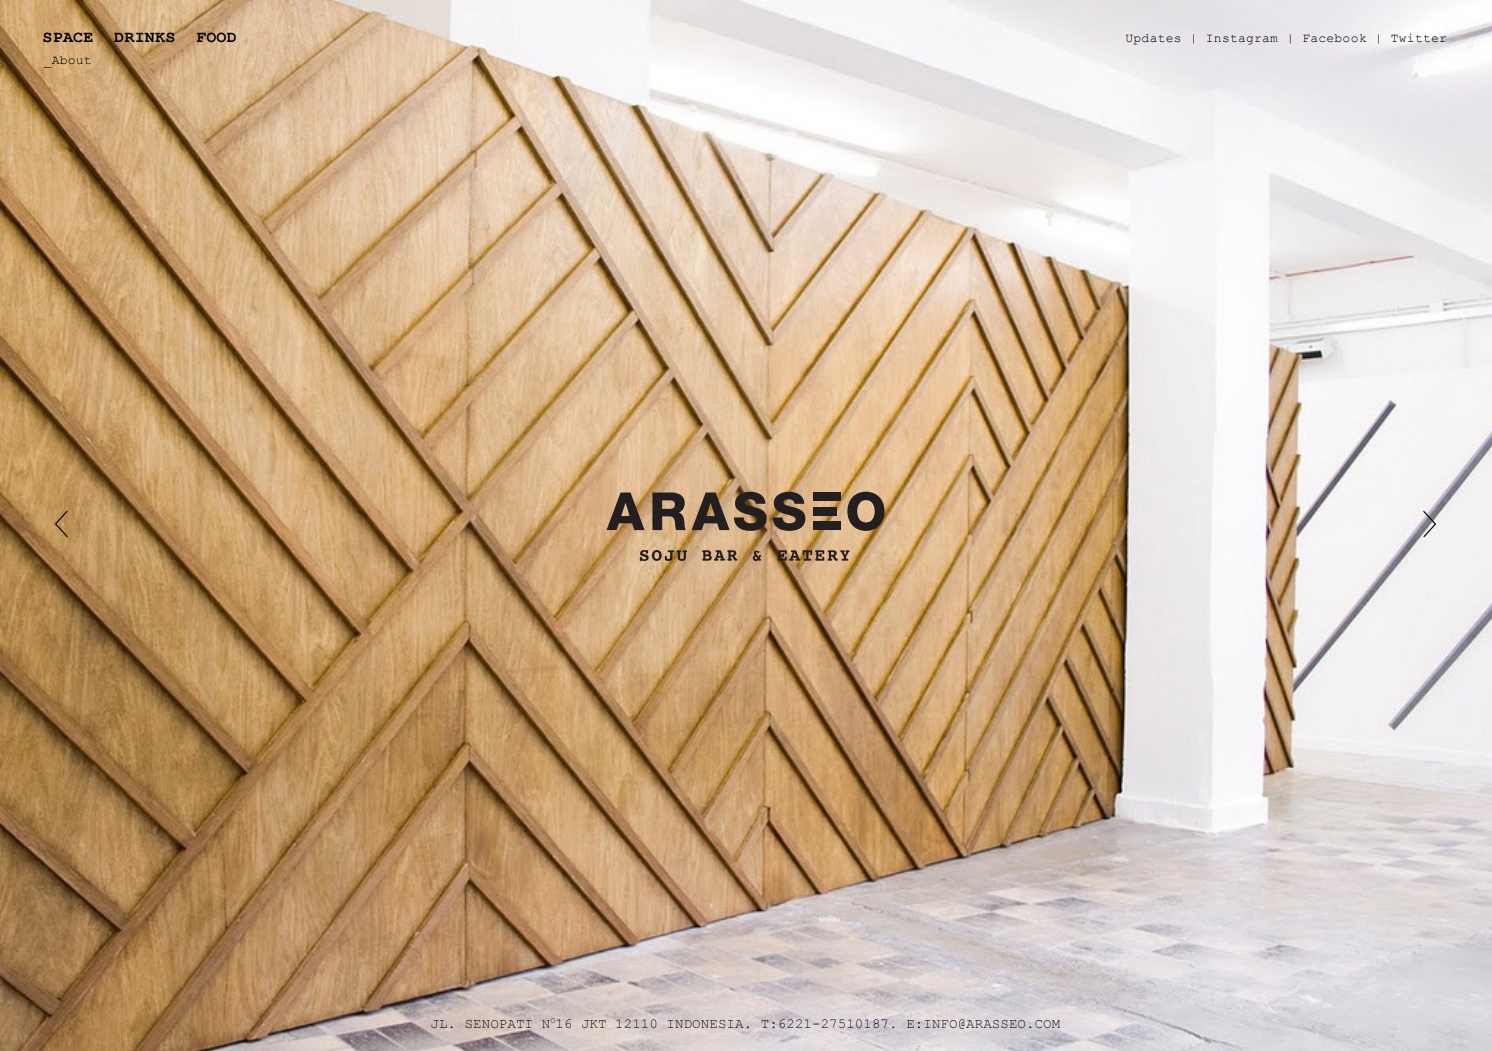 SPACE DRINKS FOOD
_About
Updates | Instagram | Facebook | Twitter
ARASSEO
SOJU BAR & EATERY
JL. SENOPATI Nº16 JKT 12110 INDONESIA. T:6221-27510187. E:INFO@ARASSEO.COM